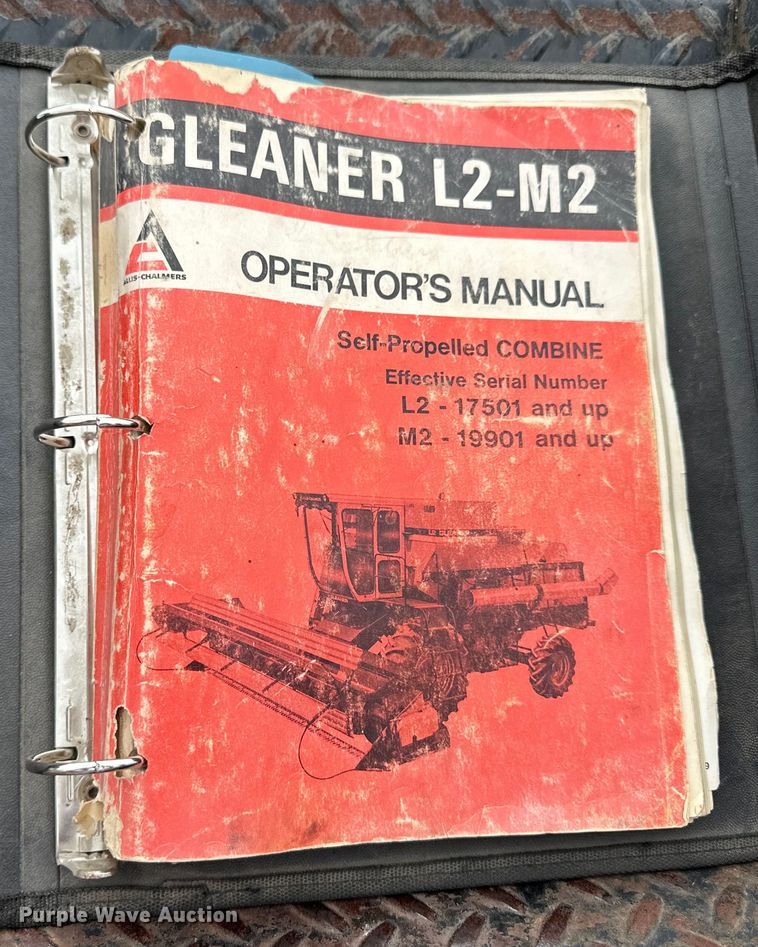 GLEANER L2-M2
ALLIS-CHALMERS
OPERATOR'S MANUAL
Self-Propelled COMBINE
Effective Serial Number
L2 - 17501 and up
M2 - 19901 and up
9
Purple Wave Auction